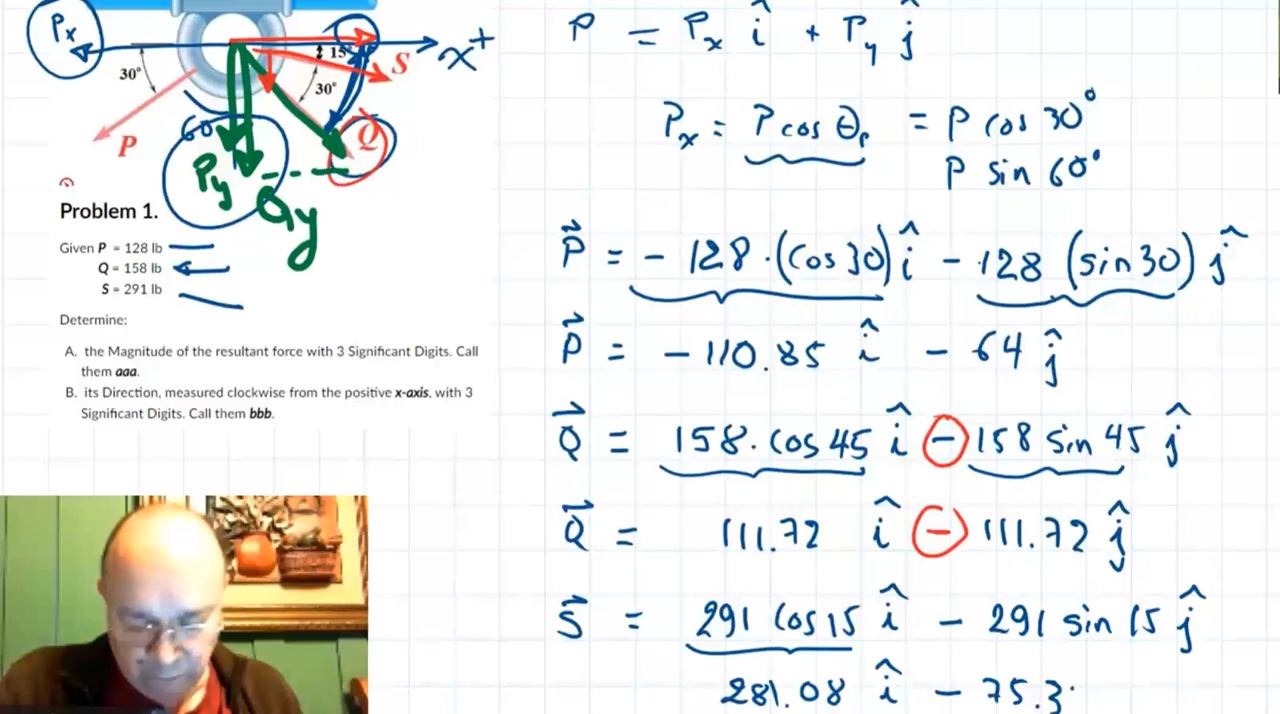 Px
x+
15
S
30°
30°
60
P
Q
Py
Qy
Problem 1.
Given P = 128 lb
Q = 158 lb
S = 291 lb
Determine:
A. the Magnitude of the resultant force with 3 Significant Digits. Call
them aaa.
B. its Direction, measured clockwise from the positive x-axis, with 3
Significant Digits. Call them bbb.
P = Px î + Py ĵ
Px = P cos θP = P cos 30°
P sin 60°
P⃗ = - 128 · (cos 30) î - 128 (sin 30) ĵ
P⃗ = - 110.85 î - 64 ĵ
Q⃗ = 158 · cos 45 î - 158 sin 45 ĵ
Q⃗ = 111.72 î - 111.72 ĵ
S⃗ = 291 cos 15 î - 291 sin 15 ĵ
281.08 î - 75.3